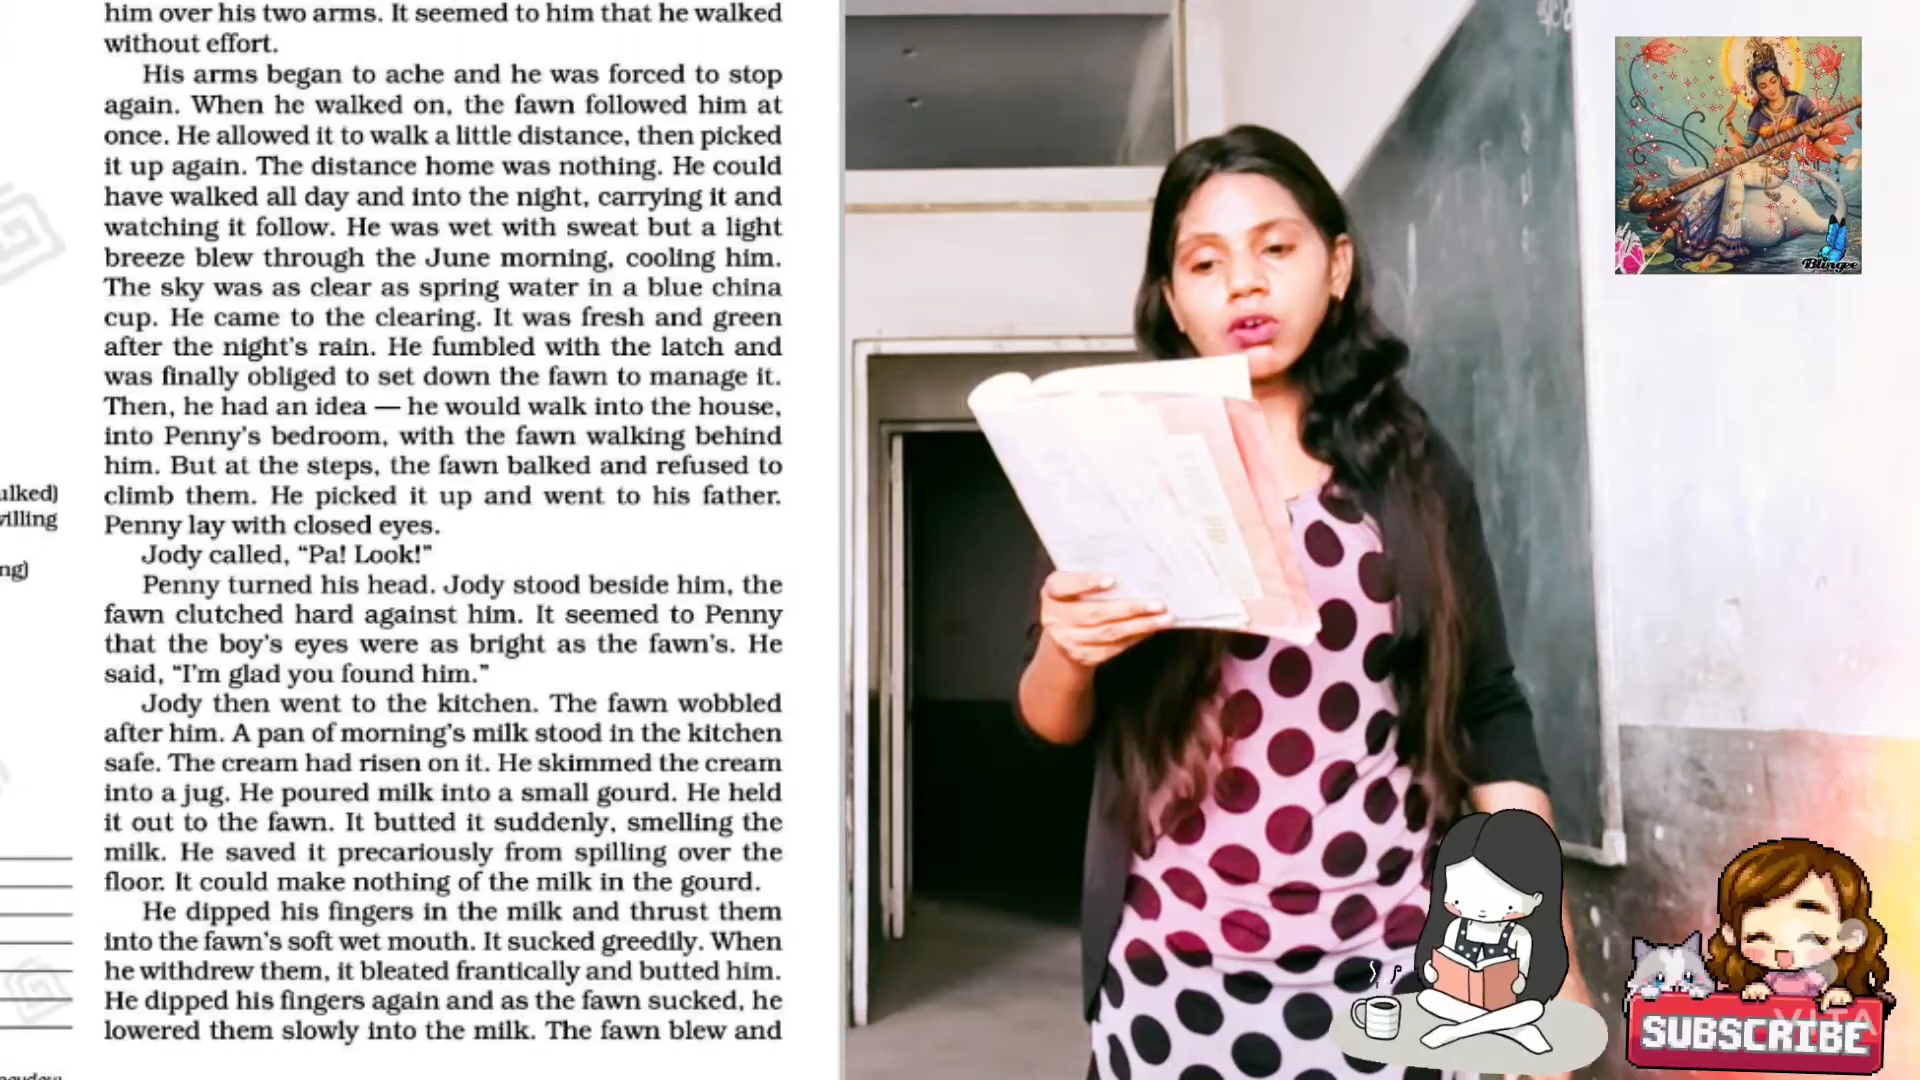 him over his two arms. It seemed to him that he walked
without effort.
His arms began to ache and he was forced to stop
again. When he walked on, the fawn followed him at
once. He allowed it to walk a little distance, then picked
it up again. The distance home was nothing. He could
have walked all day and into the night, carrying it and
watching it follow. He was wet with sweat but a light
breeze blew through the June morning, cooling him.
The sky was as clear as spring water in a blue china
cup. He came to the clearing. It was fresh and green
after the night's rain. He fumbled with the latch and
was finally obliged to set down the fawn to manage it.
Then, he had an idea — he would walk into the house,
into Penny's bedroom, with the fawn walking behind
him. But at the steps, the fawn balked and refused to
climb them. He picked it up and went to his father.
Penny lay with closed eyes.
Jody called, “Pa! Look!”
Penny turned his head. Jody stood beside him, the
fawn clutched hard against him. It seemed to Penny
that the boy's eyes were as bright as the fawn's. He
said, “I'm glad you found him.”
Jody then went to the kitchen. The fawn wobbled
after him. A pan of morning's milk stood in the kitchen
safe. The cream had risen on it. He skimmed the cream
into a jug. He poured milk into a small gourd. He held
it out to the fawn. It butted it suddenly, smelling the
milk. He saved it precariously from spilling over the
floor. It could make nothing of the milk in the gourd.
He dipped his fingers in the milk and thrust them
into the fawn's soft wet mouth. It sucked greedily. When
he withdrew them, it bleated frantically and butted him.
He dipped his fingers again and as the fawn sucked, he
lowered them slowly into the milk. The fawn blew and
ulked)
villing
ng)
Blingee
VITA
SUBSCRIBE